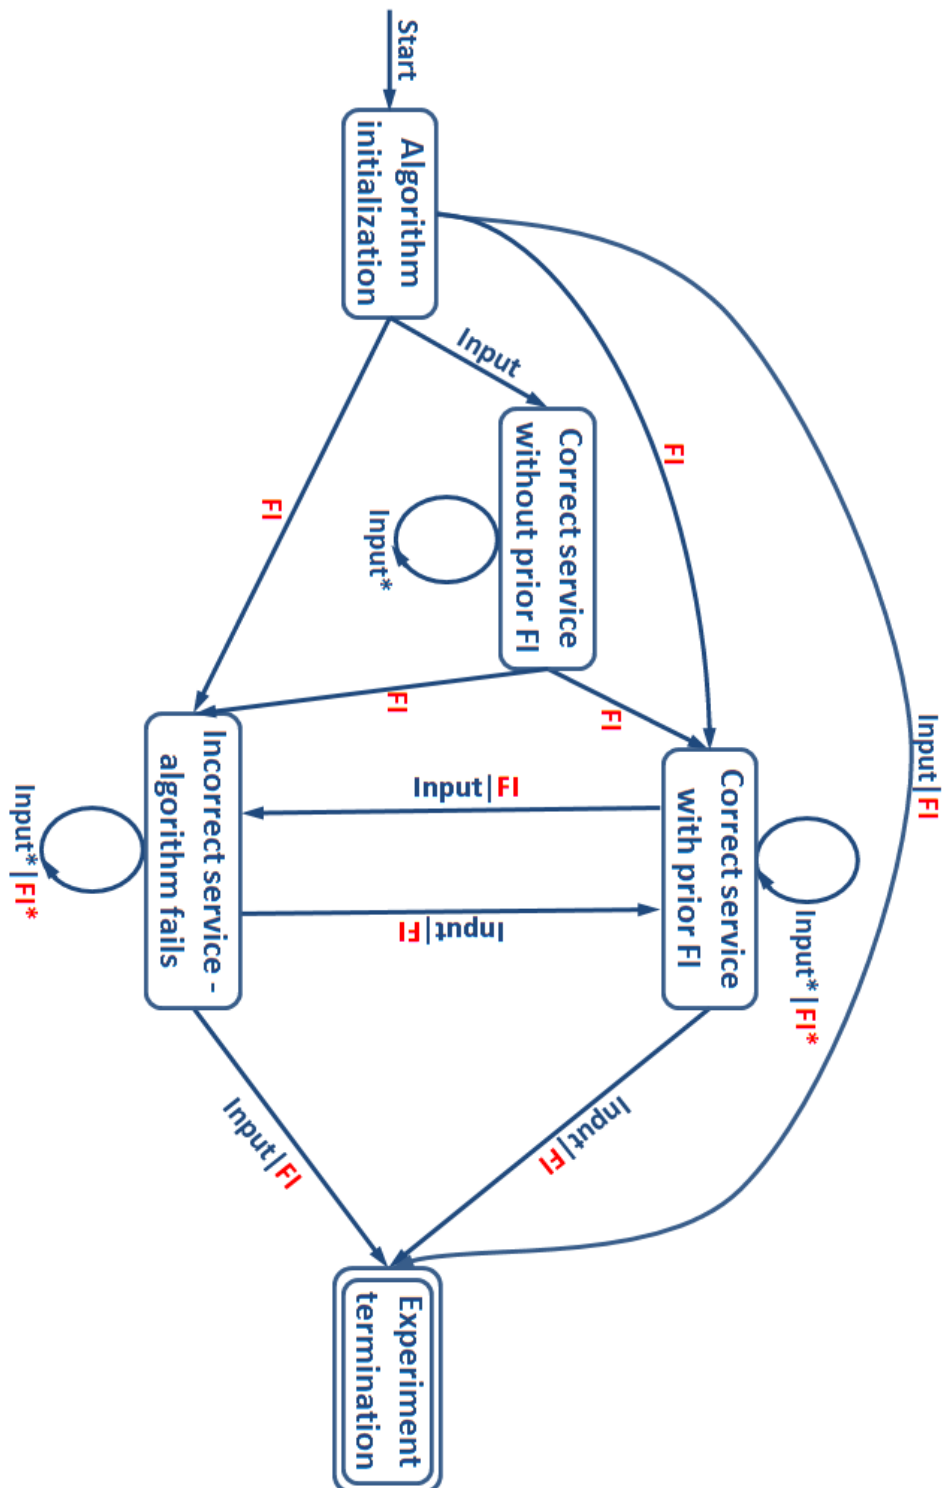 Start
Algorithm
initialization
Input|FI
FI
Input
FI
Correct service
without prior FI
Input*
FI
FI
Correct service
with prior FI
Input*|FI*
Input|FI
Input|FI
Incorrect service -
algorithm fails
Input*|FI*
Input|FI
Input|FI
Experiment
termination